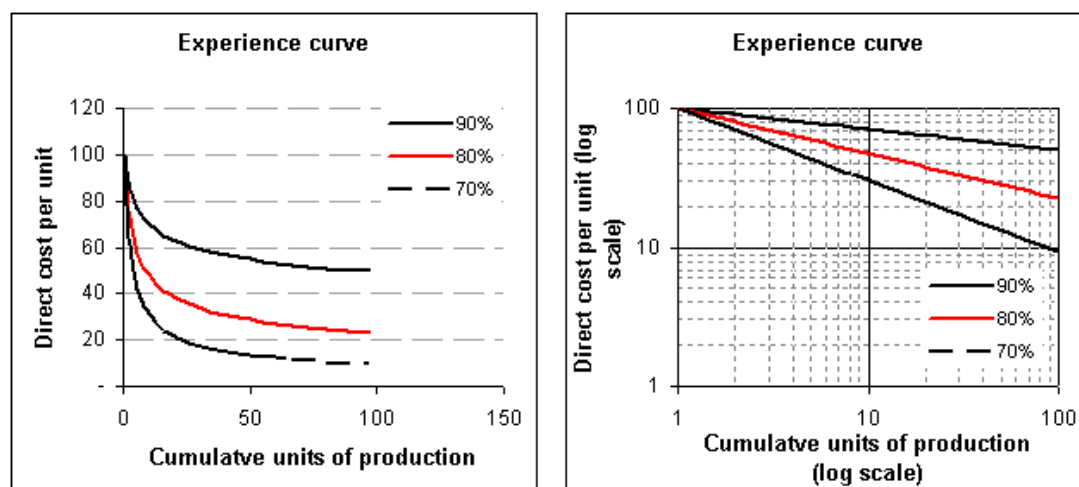 Experience curve
Direct cost per unit
120
100
80
60
40
20
-
0
50
100
150
90%
80%
70%
Cumulatve units of production
Experience curve
Direct cost per unit (log
scale)
100
10
1
1
10
100
90%
80%
70%
Cumulatve units of production
(log scale)